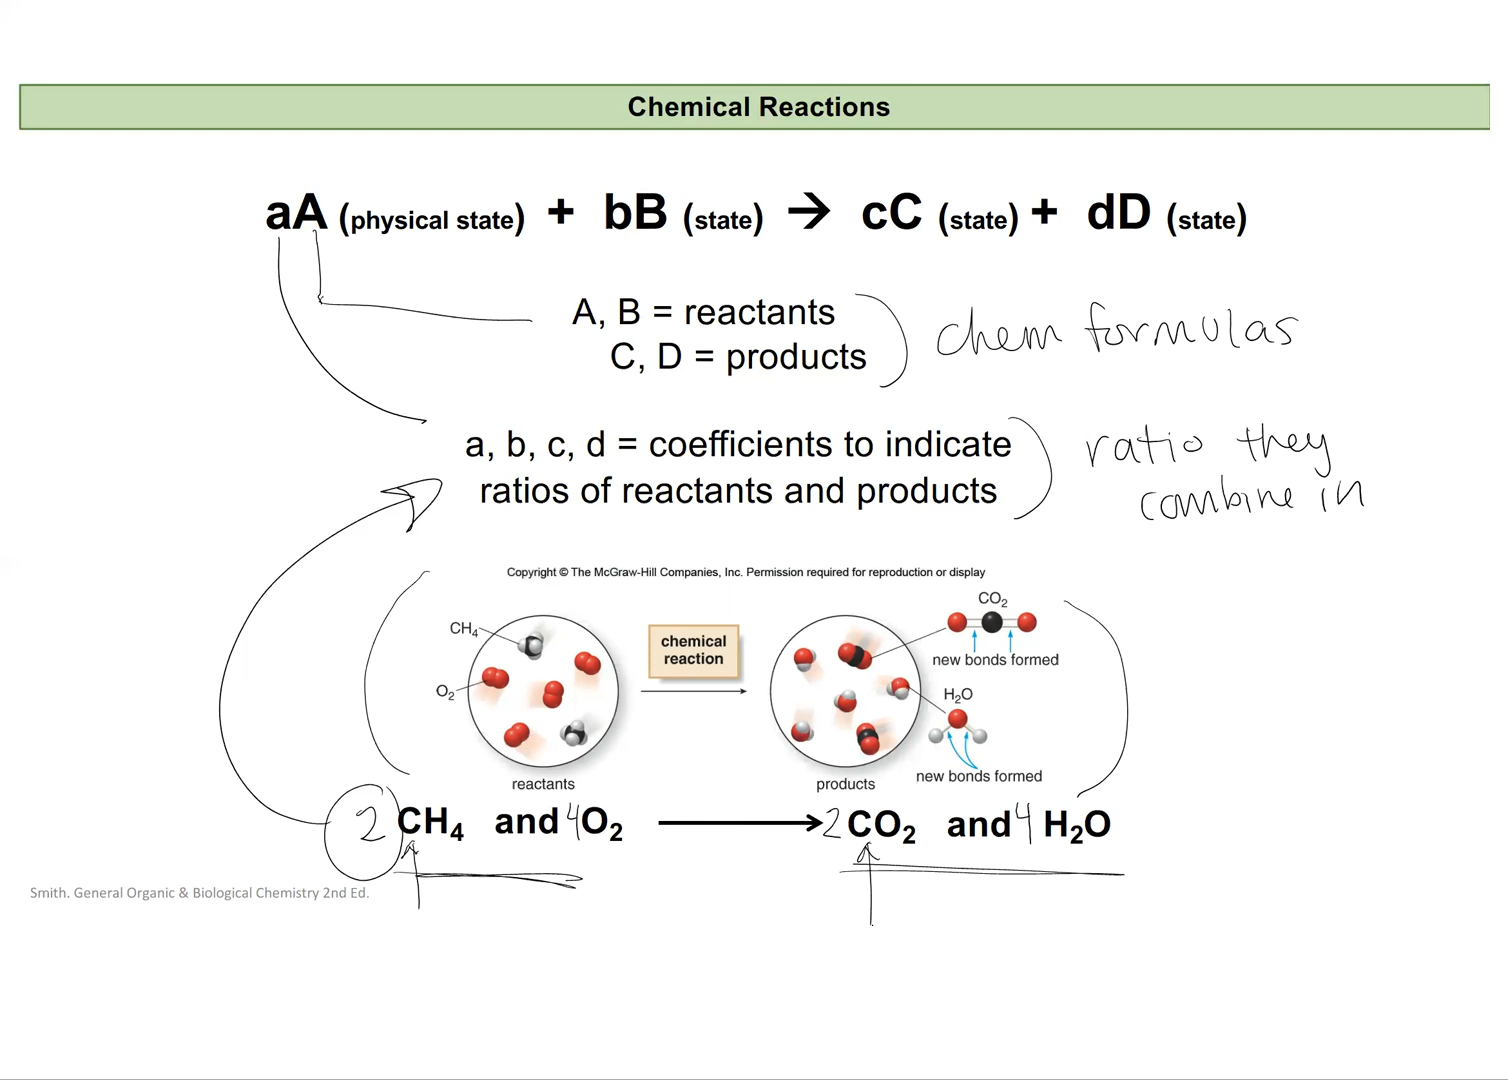 Chemical Reactions
aA (physical state) + bB (state) → cC (state) + dD (state)
A, B = reactants
C, D = products
chem formulas
a, b, c, d = coefficients to indicate
ratios of reactants and products
ratio they
combine in
Copyright © The McGraw-Hill Companies, Inc. Permission required for reproduction or display
CH₄
O₂
chemical
reaction
CO₂
new bonds formed
H₂O
new bonds formed
reactants
products
2 CH₄ and 4 O₂ → 2 CO₂ and 4 H₂O
Smith. General Organic & Biological Chemistry 2nd Ed.